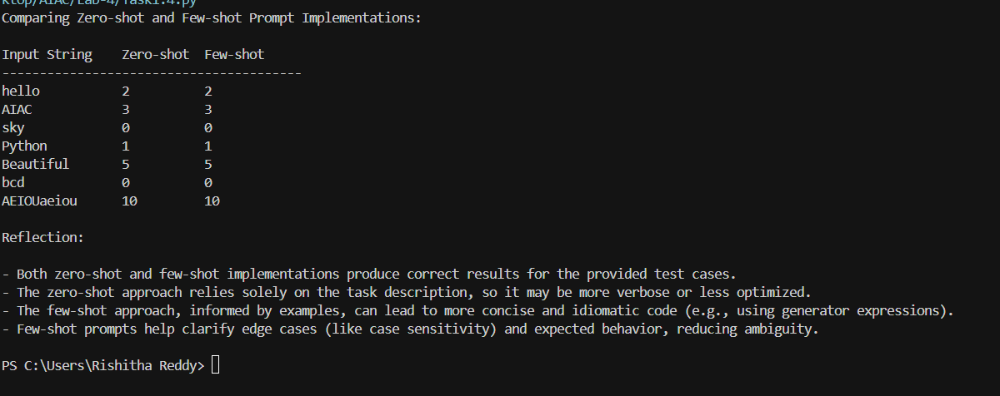 ktop/AIAC/Lab-4/Task1.4.py
Comparing Zero-shot and Few-shot Prompt Implementations:
Input String    Zero-shot  Few-shot
----------------------------------------
hello           2          2
AIAC            3          3
sky             0          0
Python          1          1
Beautiful       5          5
bcd             0          0
AEIOUaeiou      10         10
Reflection:
- Both zero-shot and few-shot implementations produce correct results for the provided test cases.
- The zero-shot approach relies solely on the task description, so it may be more verbose or less optimized.
- The few-shot approach, informed by examples, can lead to more concise and idiomatic code (e.g., using generator expressions).
- Few-shot prompts help clarify edge cases (like case sensitivity) and expected behavior, reducing ambiguity.
PS C:\Users\Rishitha Reddy>